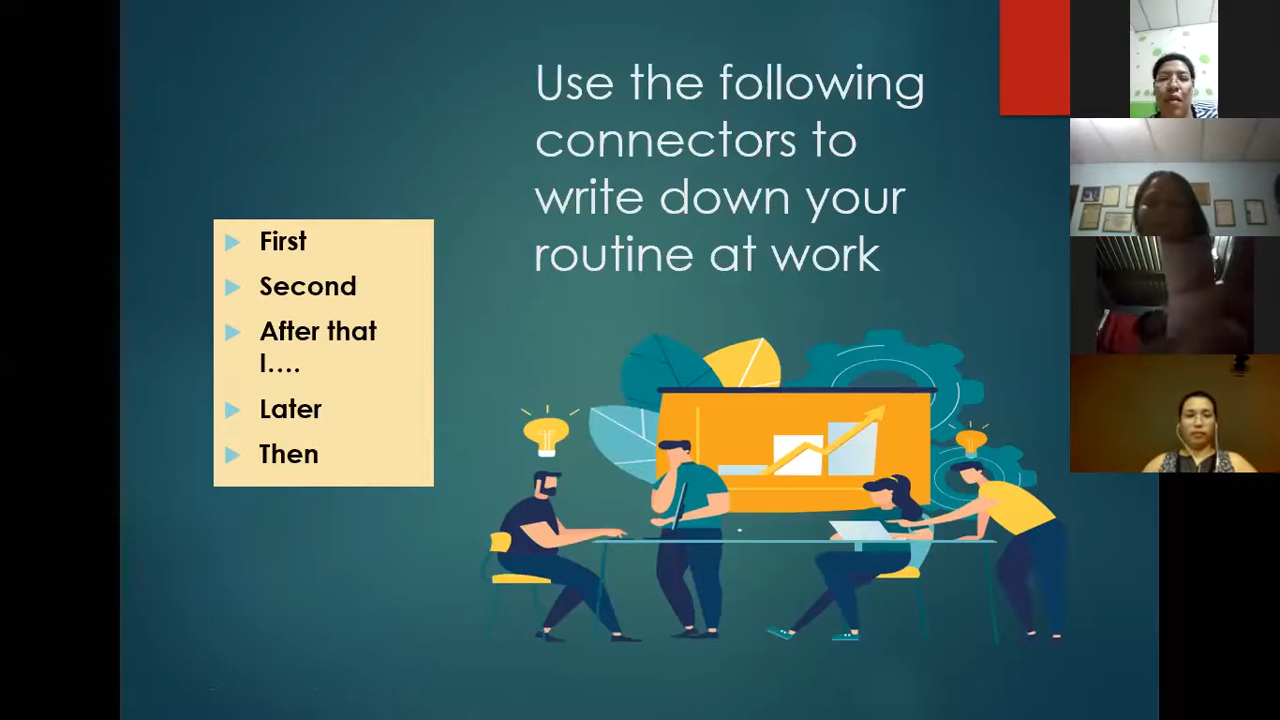 Use the following
connectors to
write down your
routine at work
First
Second
After that
I....
Later
Then